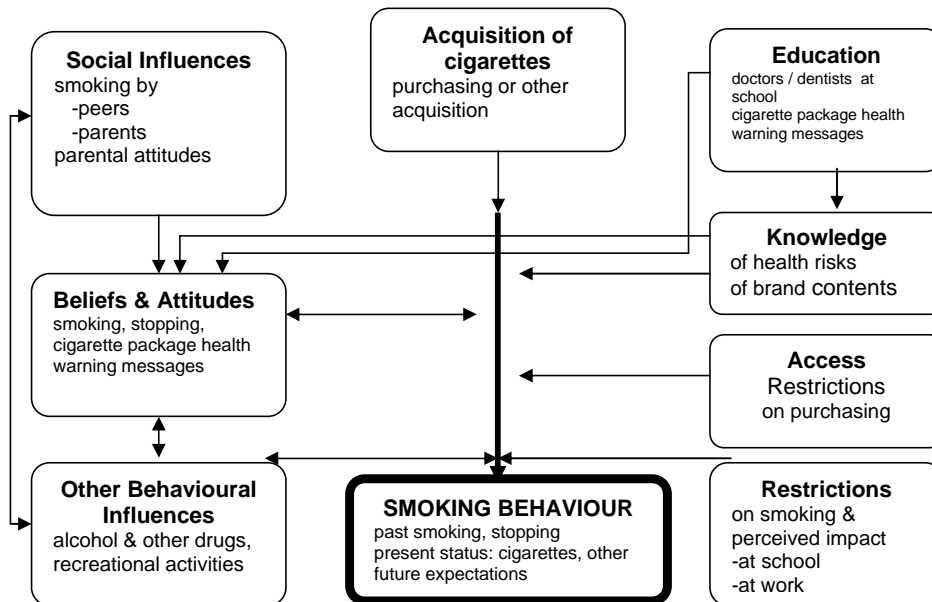 Social Influences
smoking by
-peers
-parents
parental attitudes
Acquisition of
cigarettes
purchasing or other
acquisition
Education
doctors / dentists at
school
cigarette package health
warning messages
Knowledge
of health risks
of brand contents
Beliefs & Attitudes
smoking, stopping,
cigarette package health
warning messages
Access
Restrictions
on purchasing
Other Behavioural
Influences
alcohol & other drugs,
recreational activities
SMOKING BEHAVIOUR
past smoking, stopping
present status: cigarettes, other
future expectations
Restrictions
on smoking &
perceived impact
-at school
-at work